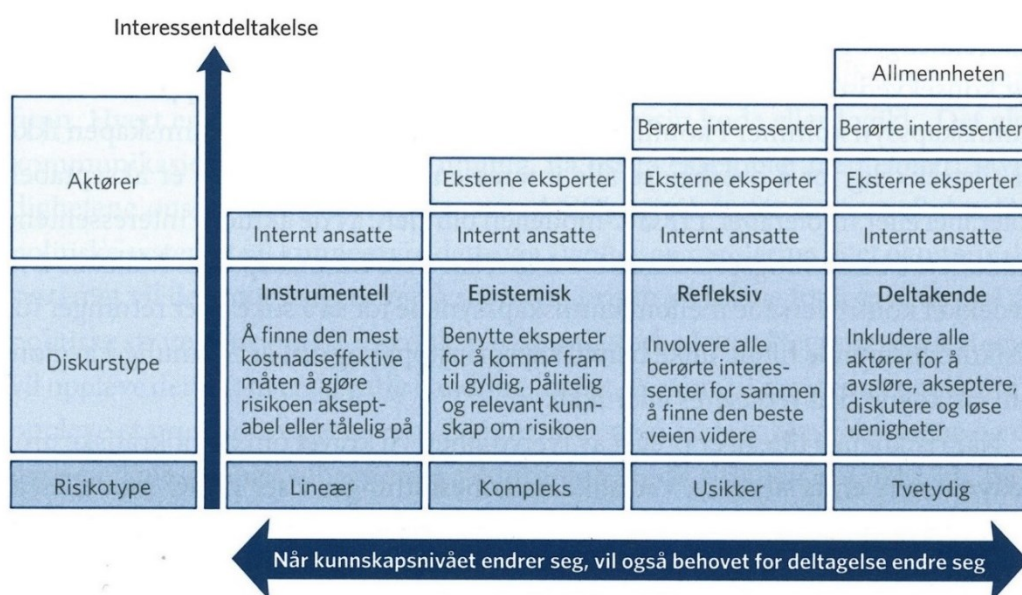 Interessentdeltakelse
Allmennheten
Berørte interessenter
Berørte interessenter
Aktører
Eksterne eksperter
Eksterne eksperter
Eksterne eksperter
Internt ansatte
Internt ansatte
Internt ansatte
Internt ansatte
Diskurstype
Instrumentell
Å finne den mest
kostnadseffektive
måten å gjøre
risikoen aksept-
abel eller tålelig på
Epistemisk
Benytte eksperter
for å komme fram
til gyldig, pålitelig
og relevant kunn-
skap om risikoen
Refleksiv
Involvere alle
berørte interes-
senter for sammen
å finne den beste
veien videre
Deltakende
Inkludere alle
aktører for å
avsløre, akseptere,
diskutere og løse
uenigheter
Risikotype
Lineær
Kompleks
Usikker
Tvetydig
Når kunnskapsnivået endrer seg, vil også behovet for deltagelse endre seg